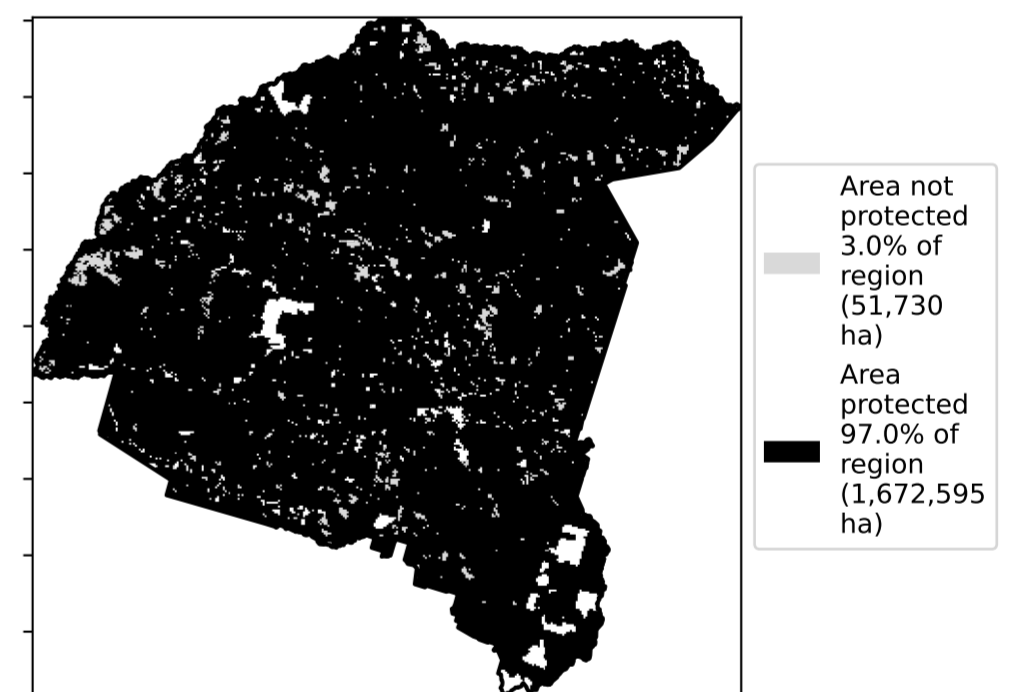 Area not
protected
3.0% of
region
(51,730
ha)
Area
protected
97.0% of
region
(1,672,595
ha)